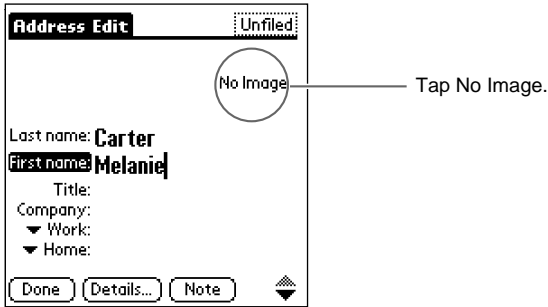 Address Edit Unfiled
No Image
Tap No Image.
Last name: Carter
First name: Melanie
Title:
Company:
Work:
Home:
Done Details... Note